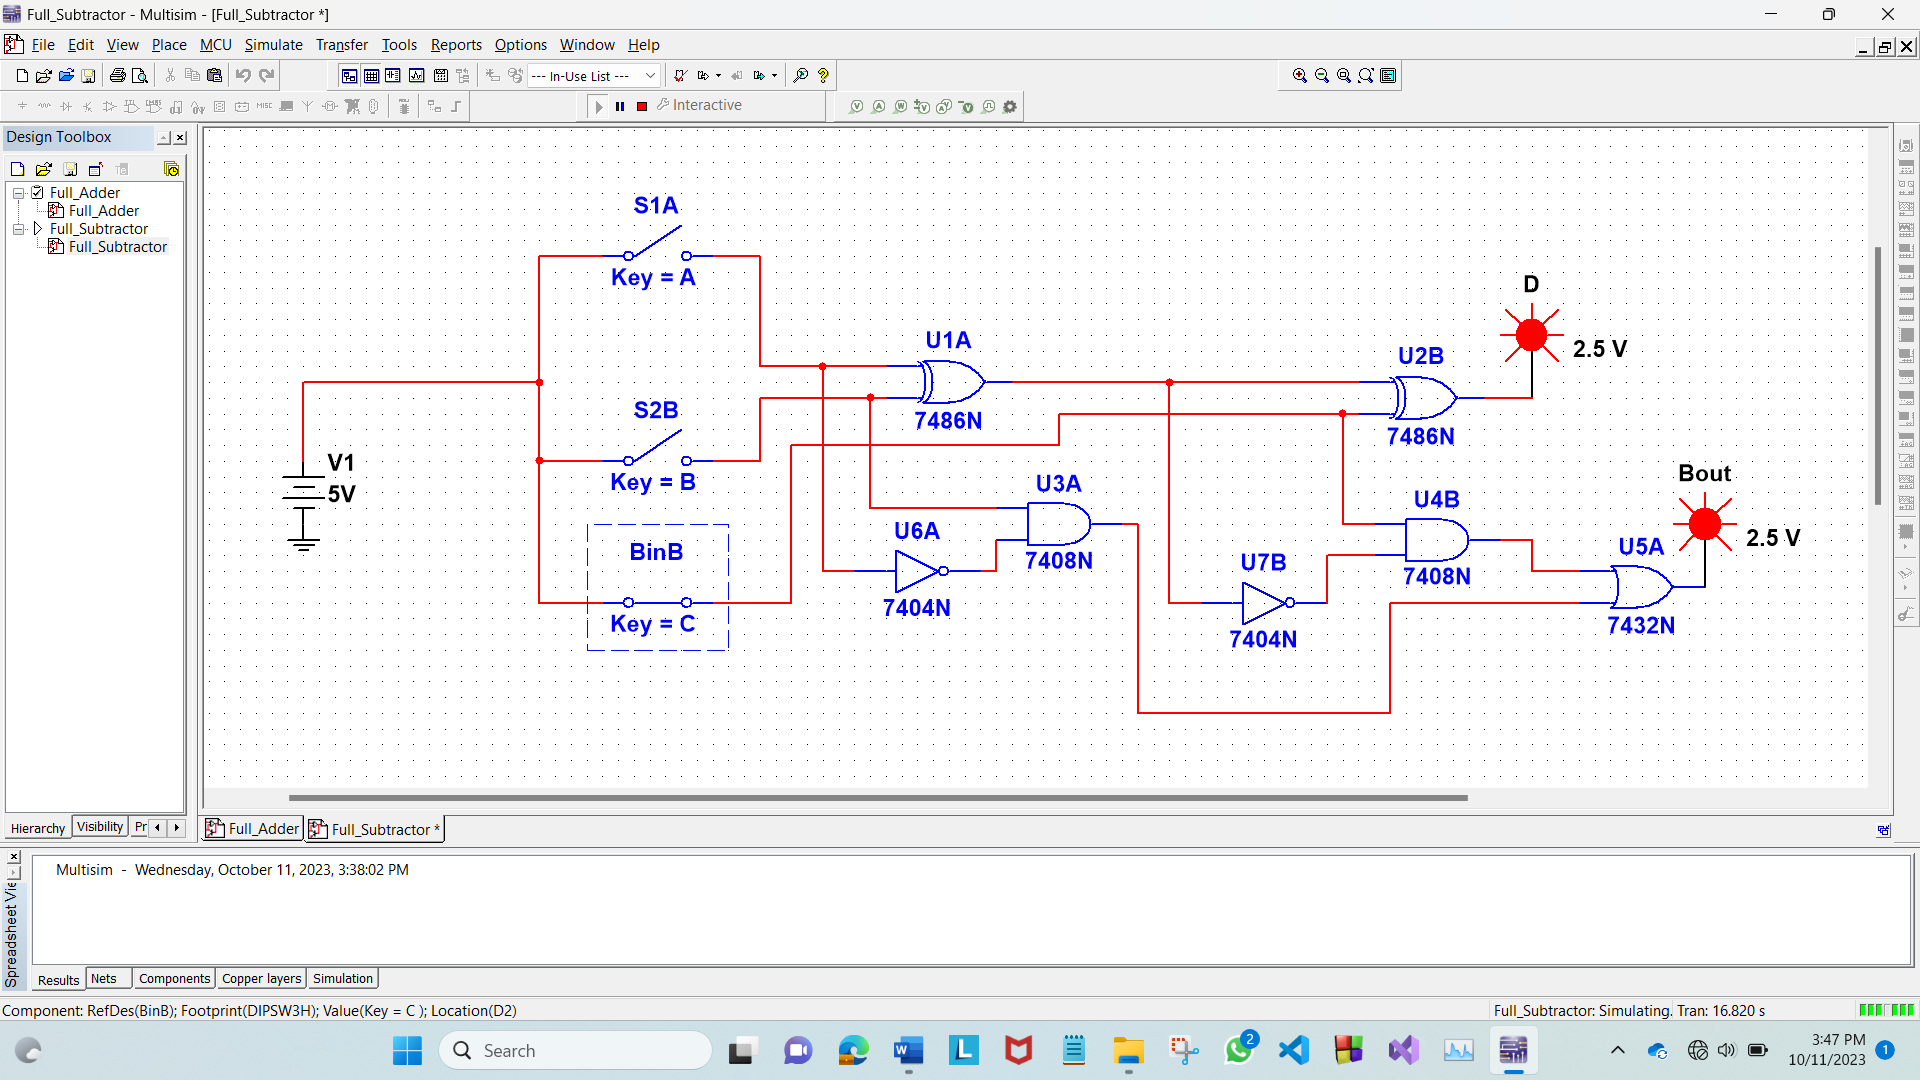 Full_Subtractor - Multisim - [Full_Subtractor *]
File Edit View Place MCU Simulate Transfer Tools Reports Options Window Help
--- In-Use List ---
Interactive
Design Toolbox
Full_Adder
Full_Adder
Full_Subtractor
Full_Subtractor
S1A
Key = A
D
2.5 V
U1A
7486N
U2B
7486N
S2B
Key = B
V1
5V
Bout
2.5 V
U3A
7408N
U4B
7408N
U6A
7404N
BinB
Key = C
U7B
7404N
U5A
7432N
Hierarchy Visibility Pr
Full_Adder Full_Subtractor *
Multisim - Wednesday, October 11, 2023, 3:38:02 PM
Spreadsheet Vie
Results Nets Components Copper layers Simulation
Component: RefDes(BinB); Footprint(DIPSW3H); Value(Key = C ); Location(D2)
Full_Subtractor: Simulating. Tran: 16.820 s
Search
2
3:47 PM
10/11/2023
1